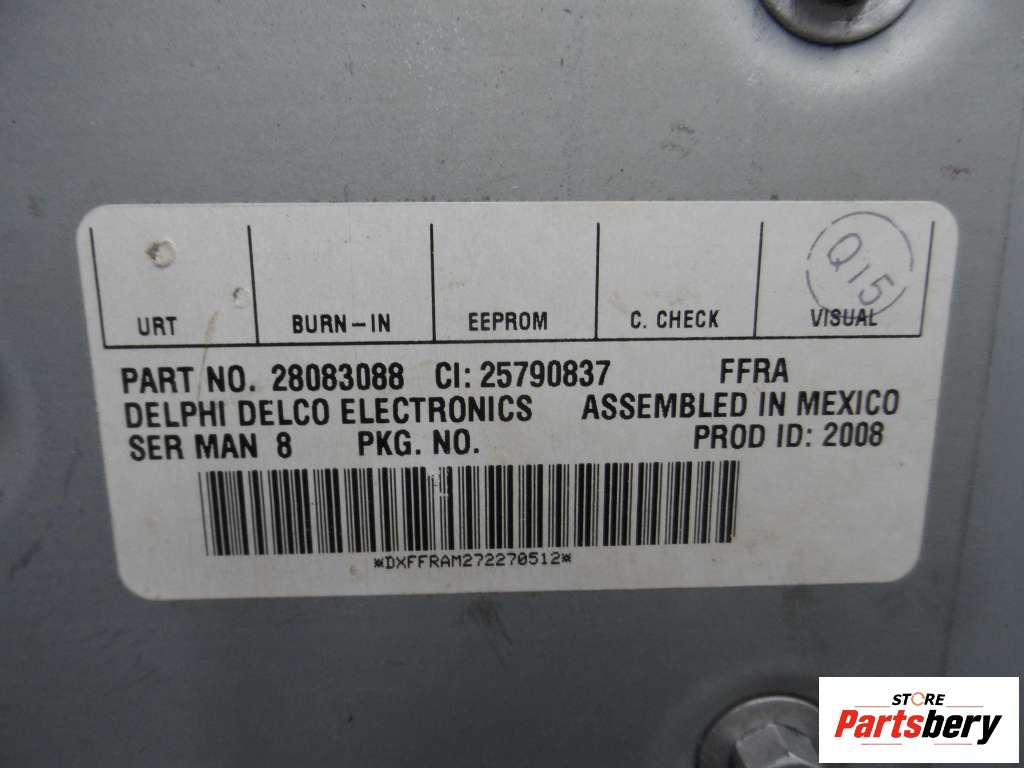 Q15
URT BURN-IN EEPROM C. CHECK VISUAL
PART NO. 28083088 CI: 25790837 FFRA
DELPHI DELCO ELECTRONICS ASSEMBLED IN MEXICO
SER MAN 8 PKG. NO. PROD ID: 2008
*DXFFRAM272270512*
STORE
Partsbery